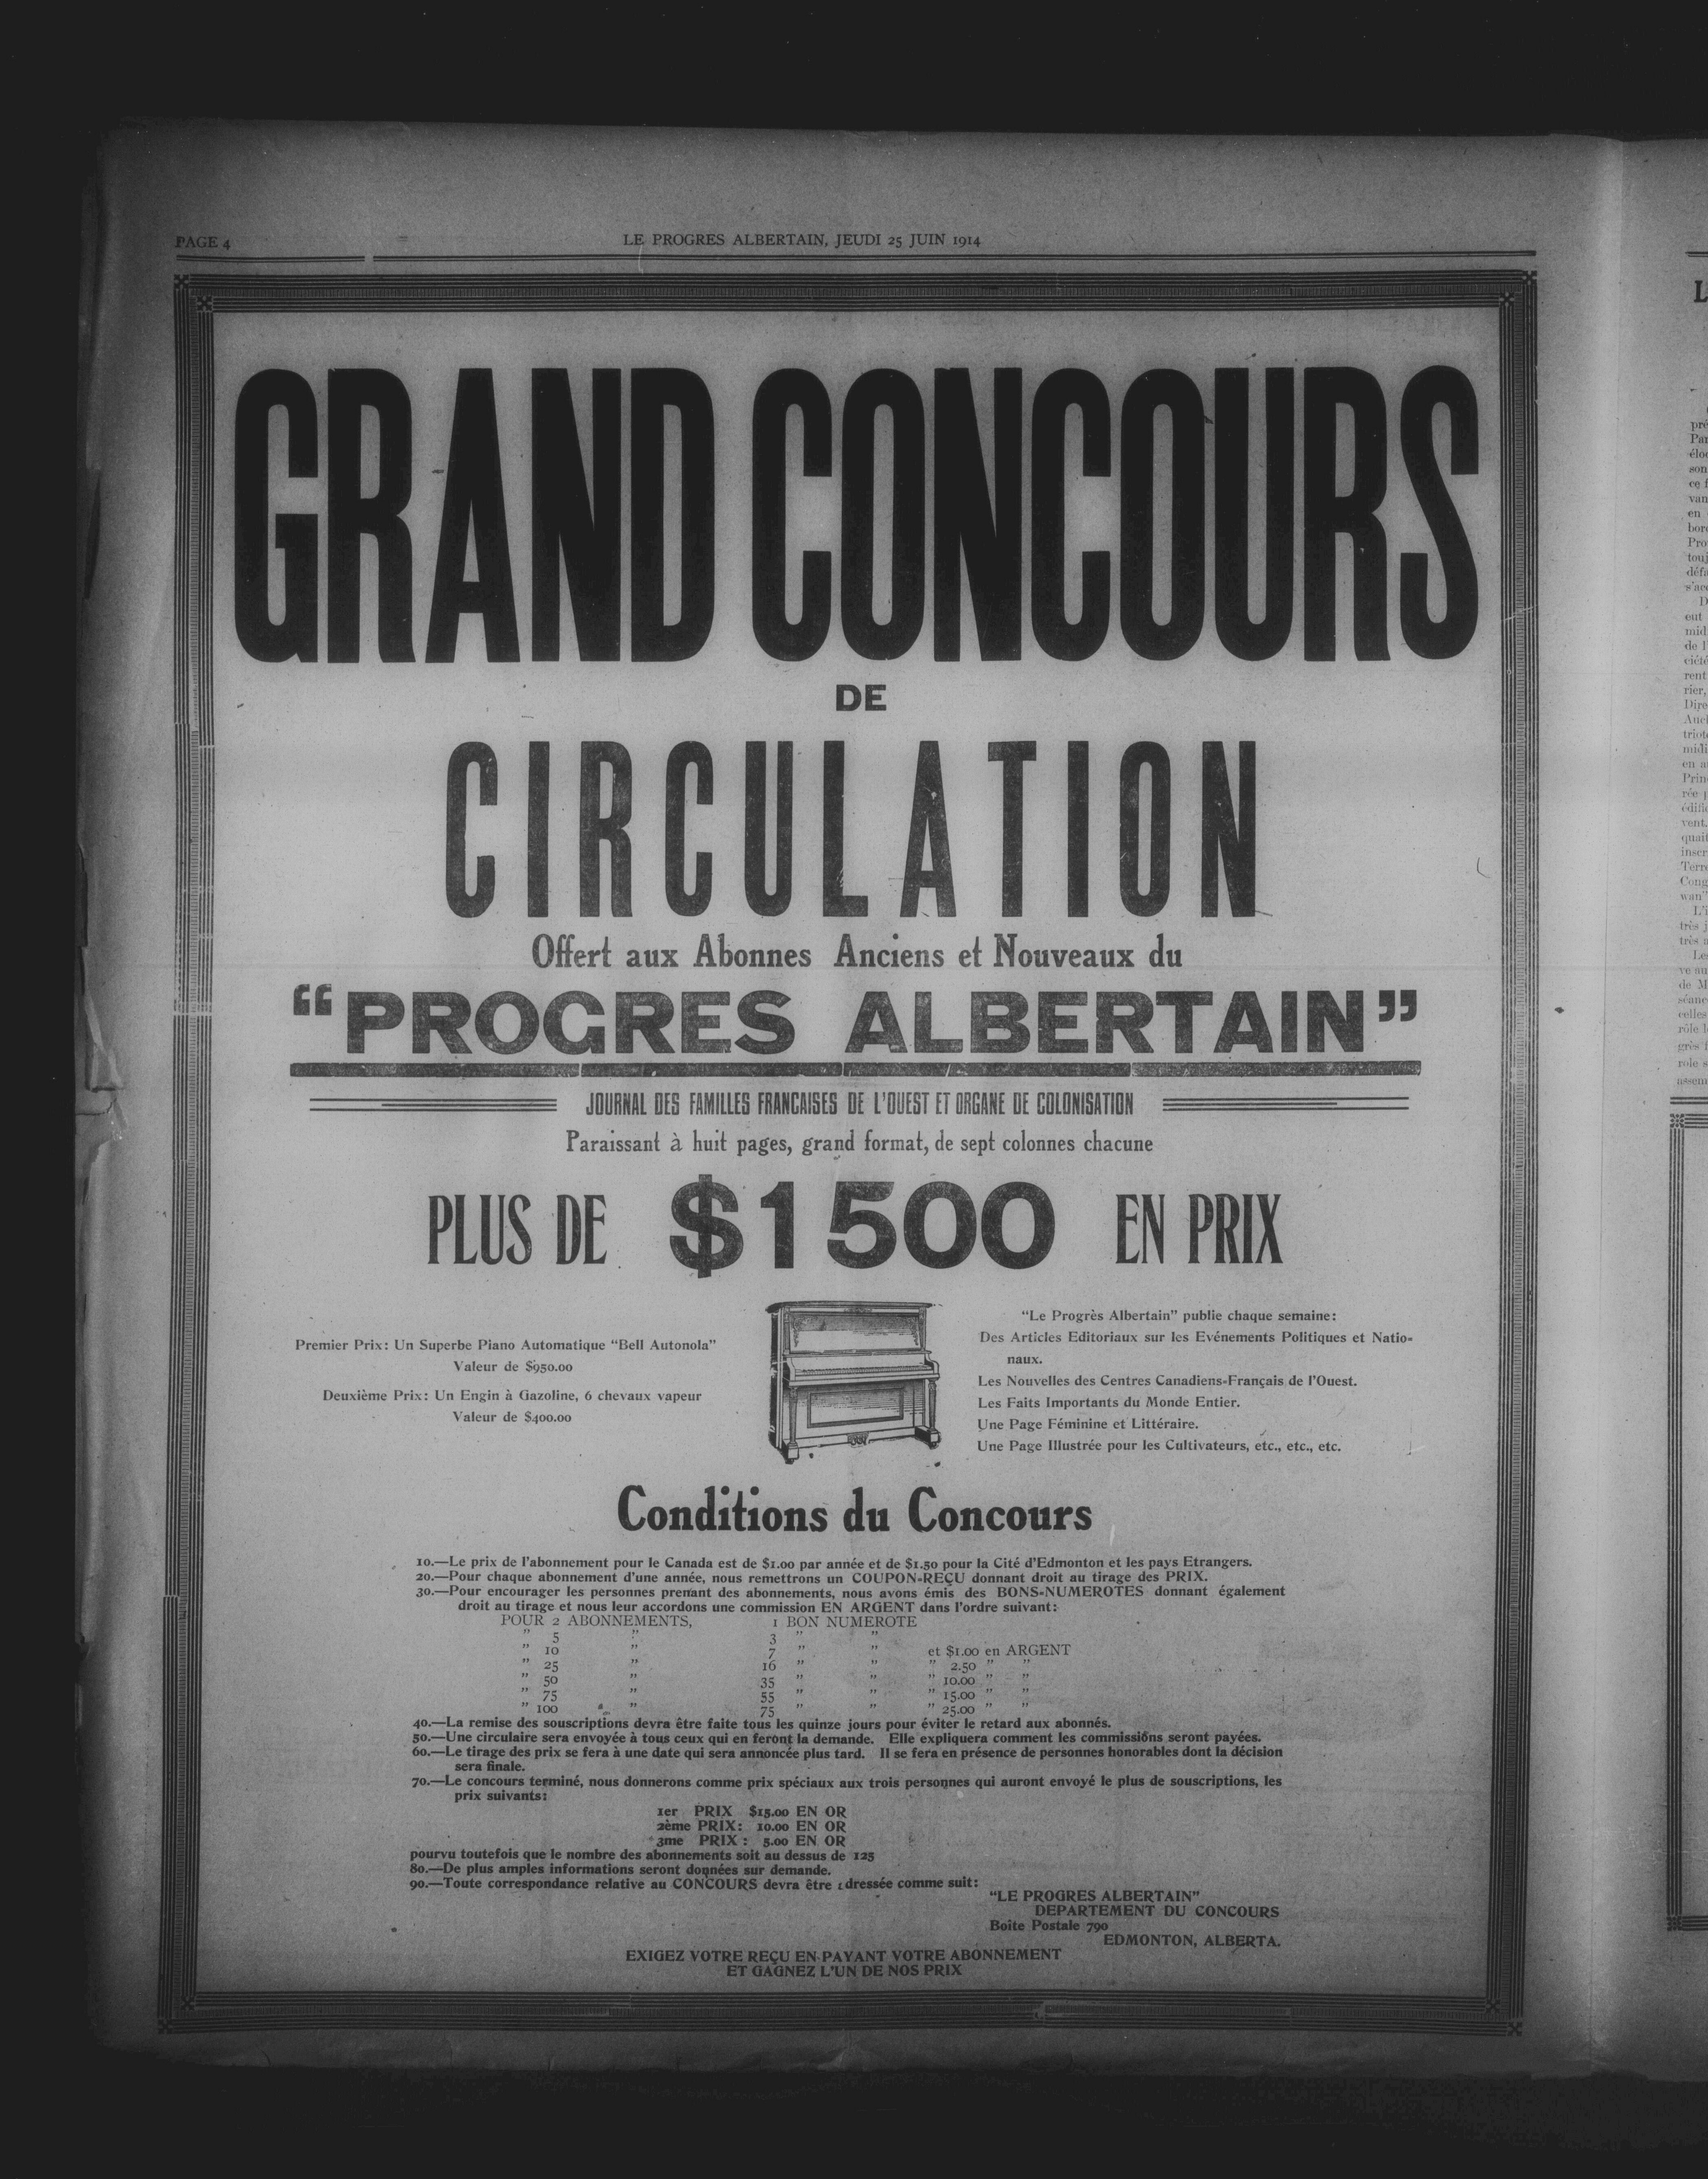 PAGE 4
LE PROGRES ALBERTAIN, JEUDI 25 JUIN 1914
GRAND CONCOURS
DE
CIRCULATION
Offert aux Abonnes Anciens et Nouveaux du
“PROGRES ALBERTAIN”
JOURNAL DES FAMILLES FRANCAISES DE L'OUEST ET ORGANE DE COLONISATION
Paraissant à huit pages, grand format, de sept colonnes chacune
PLUS DE $1500 EN PRIX
Premier Prix: Un Superbe Piano Automatique “Bell Autonola”
Valeur de $950.00
Deuxième Prix: Un Engin à Gazoline, 6 chevaux vapeur
Valeur de $400.00
“Le Progrès Albertain” publie chaque semaine:
Des Articles Editoriaux sur les Evénements Politiques et Natio-
naux.
Les Nouvelles des Centres Canadiens-Français de l'Ouest.
Les Faits Importants du Monde Entier.
Une Page Féminine et Littéraire.
Une Page Illustrée pour les Cultivateurs, etc., etc., etc.
Conditions du Concours
1o.—Le prix de l'abonnement pour le Canada est de $1.00 par année et de $1.50 pour la Cité d'Edmonton et les pays Etrangers.
2o.—Pour chaque abonnement d'une année, nous remettrons un COUPON-REÇU donnant droit au tirage des PRIX.
3o.—Pour encourager les personnes prenant des abonnements, nous avons émis des BONS-NUMEROTES donnant également
droit au tirage et nous leur accordons une commission EN ARGENT dans l'ordre suivant:
POUR 2 ABONNEMENTS, 1 BON NUMEROTE
” 5 ” 3 ” ”
” 10 ” 7 ” ” et $1.00 en ARGENT
” 25 ” 16 ” ” ” 2.50 ” ”
” 50 ” 35 ” ” ” 10.00 ” ”
” 75 ” 55 ” ” ” 15.00 ” ”
” 100 ” 75 ” ” ” 25.00 ” ”
4o.—La remise des souscriptions devra être faite tous les quinze jours pour éviter le retard aux abonnés.
5o.—Une circulaire sera envoyée à tous ceux qui en feront la demande. Elle expliquera comment les commissions seront payées.
6o.—Le tirage des prix se fera à une date qui sera annoncée plus tard. Il se fera en présence de personnes honorables dont la décision
sera finale.
7o.—Le concours terminé, nous donnerons comme prix spéciaux aux trois personnes qui auront envoyé le plus de souscriptions, les
prix suivants:
1er PRIX $15.00 EN OR
2ème PRIX: 10.00 EN OR
3me PRIX: 5.00 EN OR
pourvu toutefois que le nombre des abonnements soit au dessus de 125
8o.—De plus amples informations seront données sur demande.
9o.—Toute correspondance relative au CONCOURS devra être adressée comme suit:
“LE PROGRES ALBERTAIN”
DEPARTEMENT DU CONCOURS
Boite Postale 790
EDMONTON, ALBERTA.
EXIGEZ VOTRE REÇU EN PAYANT VOTRE ABONNEMENT
ET GAGNEZ L'UN DE NOS PRIX